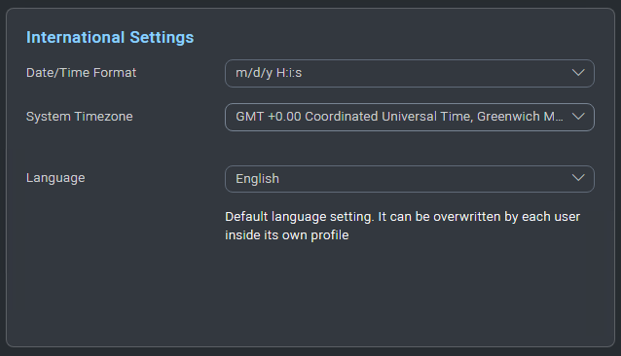 International Settings
Date/Time Format
m/d/y H:i:s
System Timezone
GMT +0.00 Coordinated Universal Time, Greenwich M...
Language
English
Default language setting. It can be overwritten by each user
inside its own profile